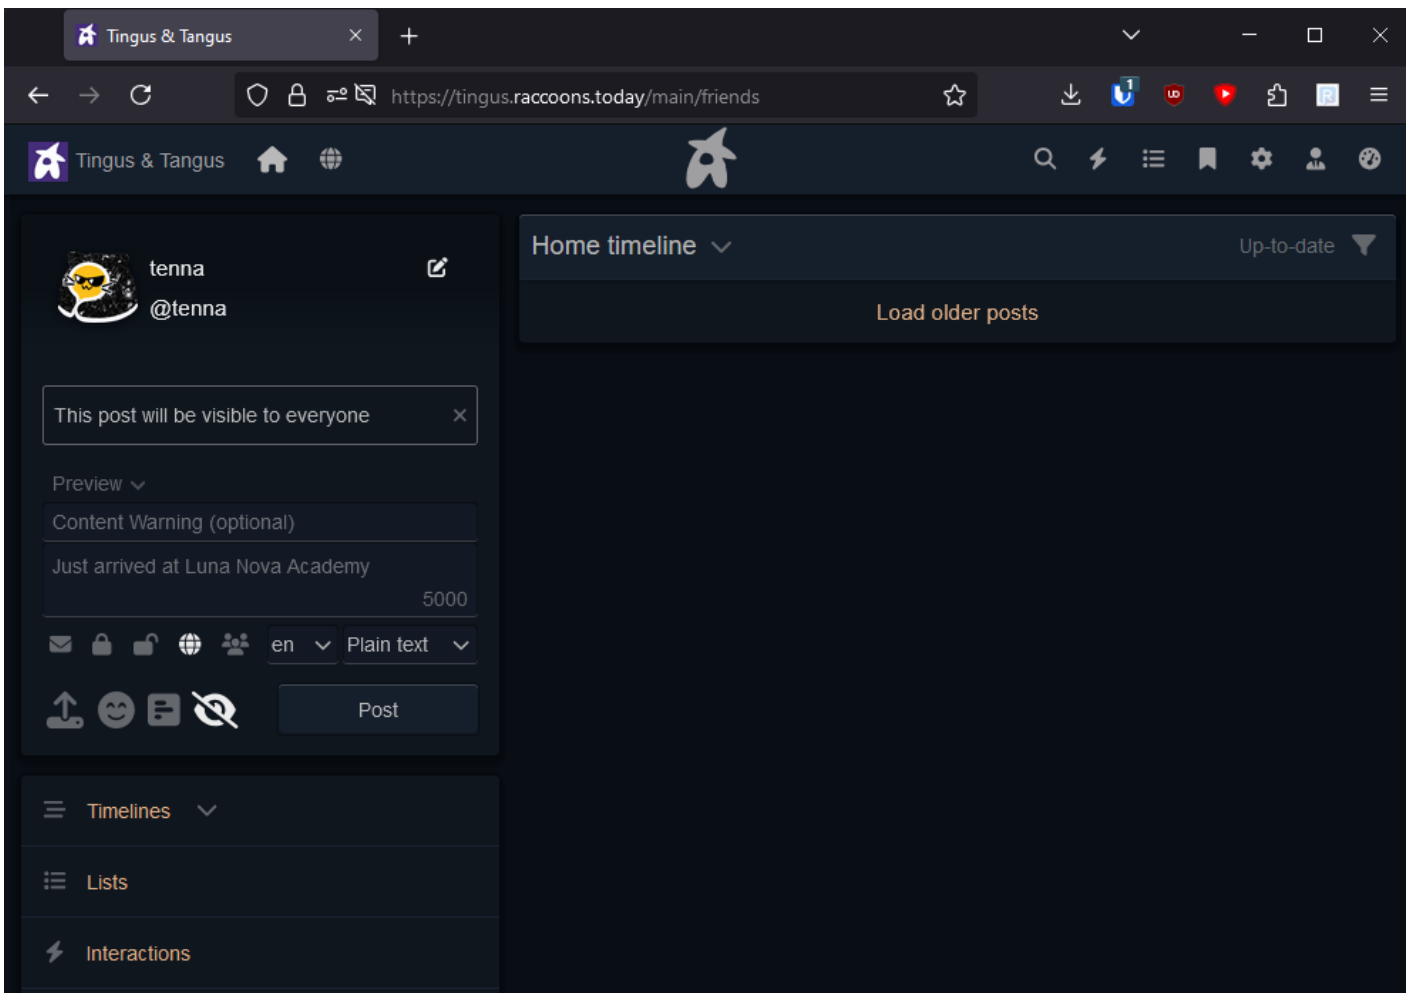 Tingus & Tangus
https://tingus.raccoons.today/main/friends
1
Tingus & Tangus
tenna
@tenna
This post will be visible to everyone
Preview
Content Warning (optional)
Just arrived at Luna Nova Academy
5000
en
Plain text
Post
Timelines
Lists
Interactions
Home timeline
Up-to-date
Load older posts